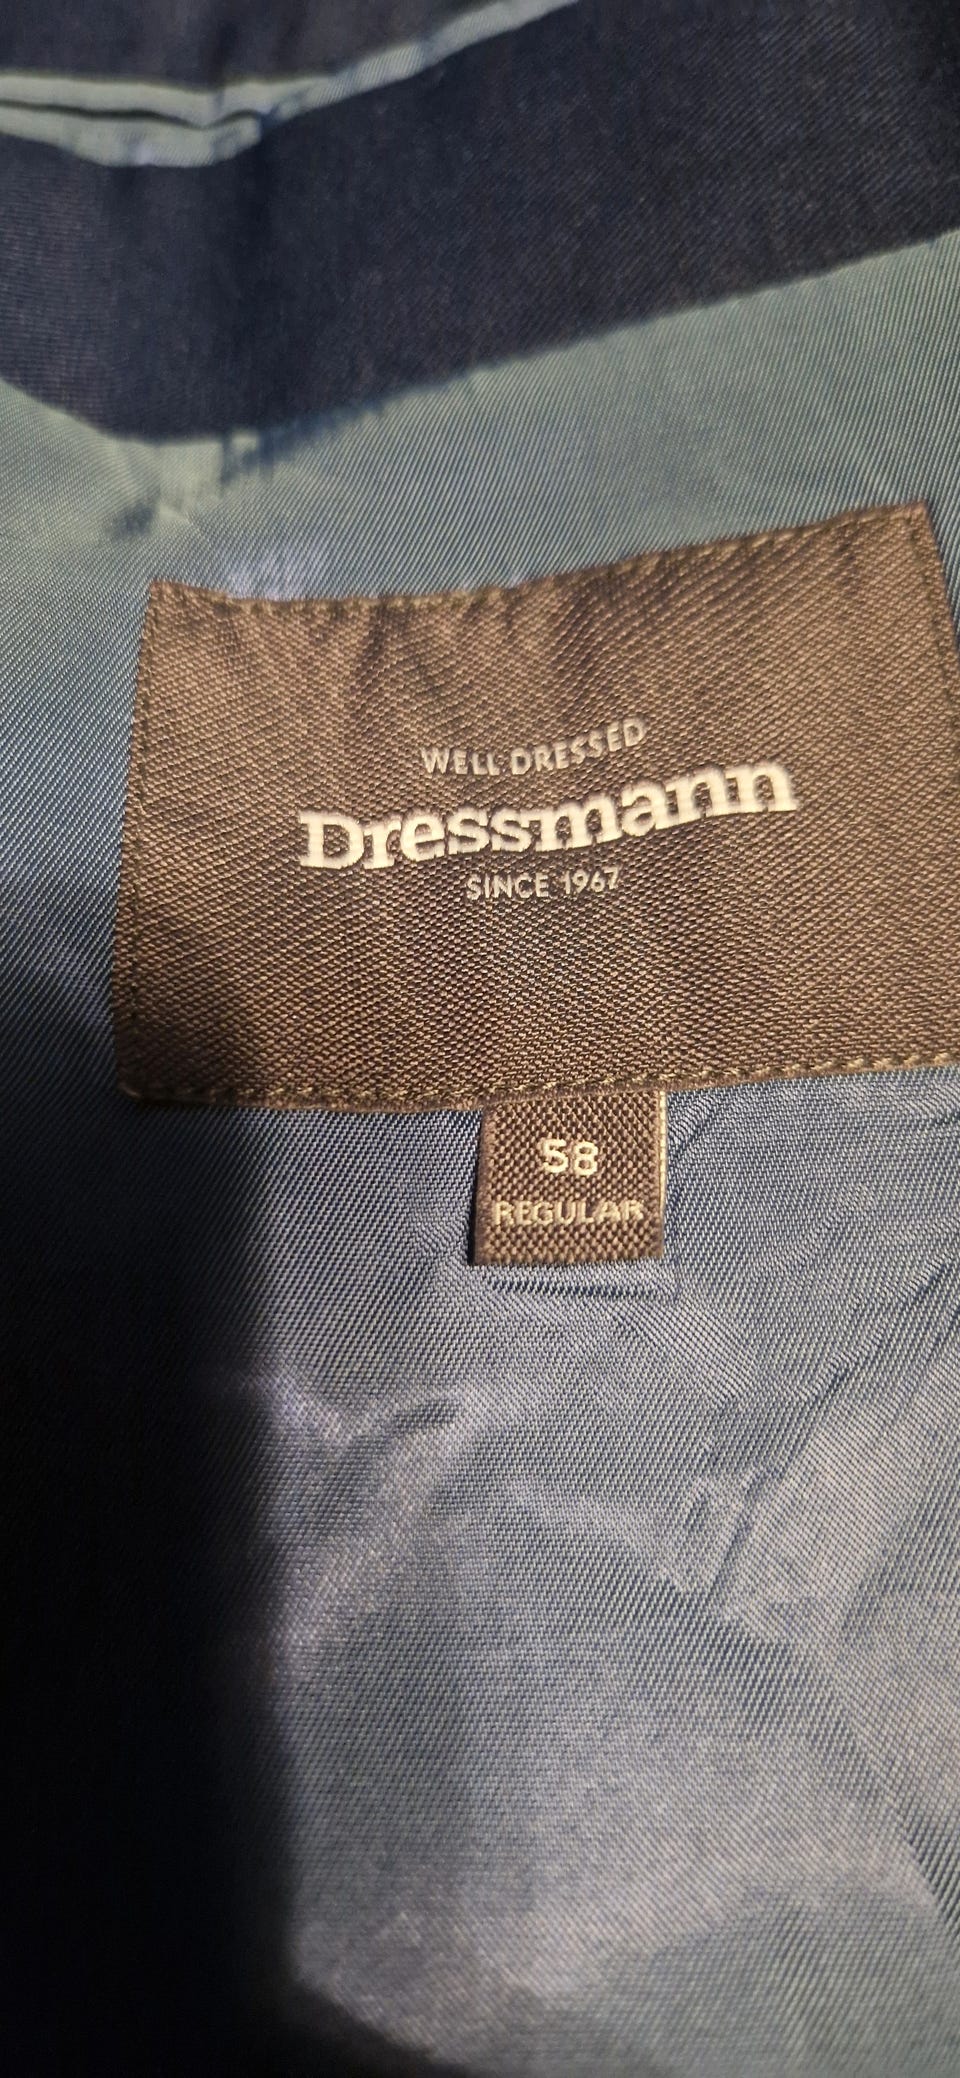 WELL DRESSED
Dressmann
SINCE 1967
58
REGULAR